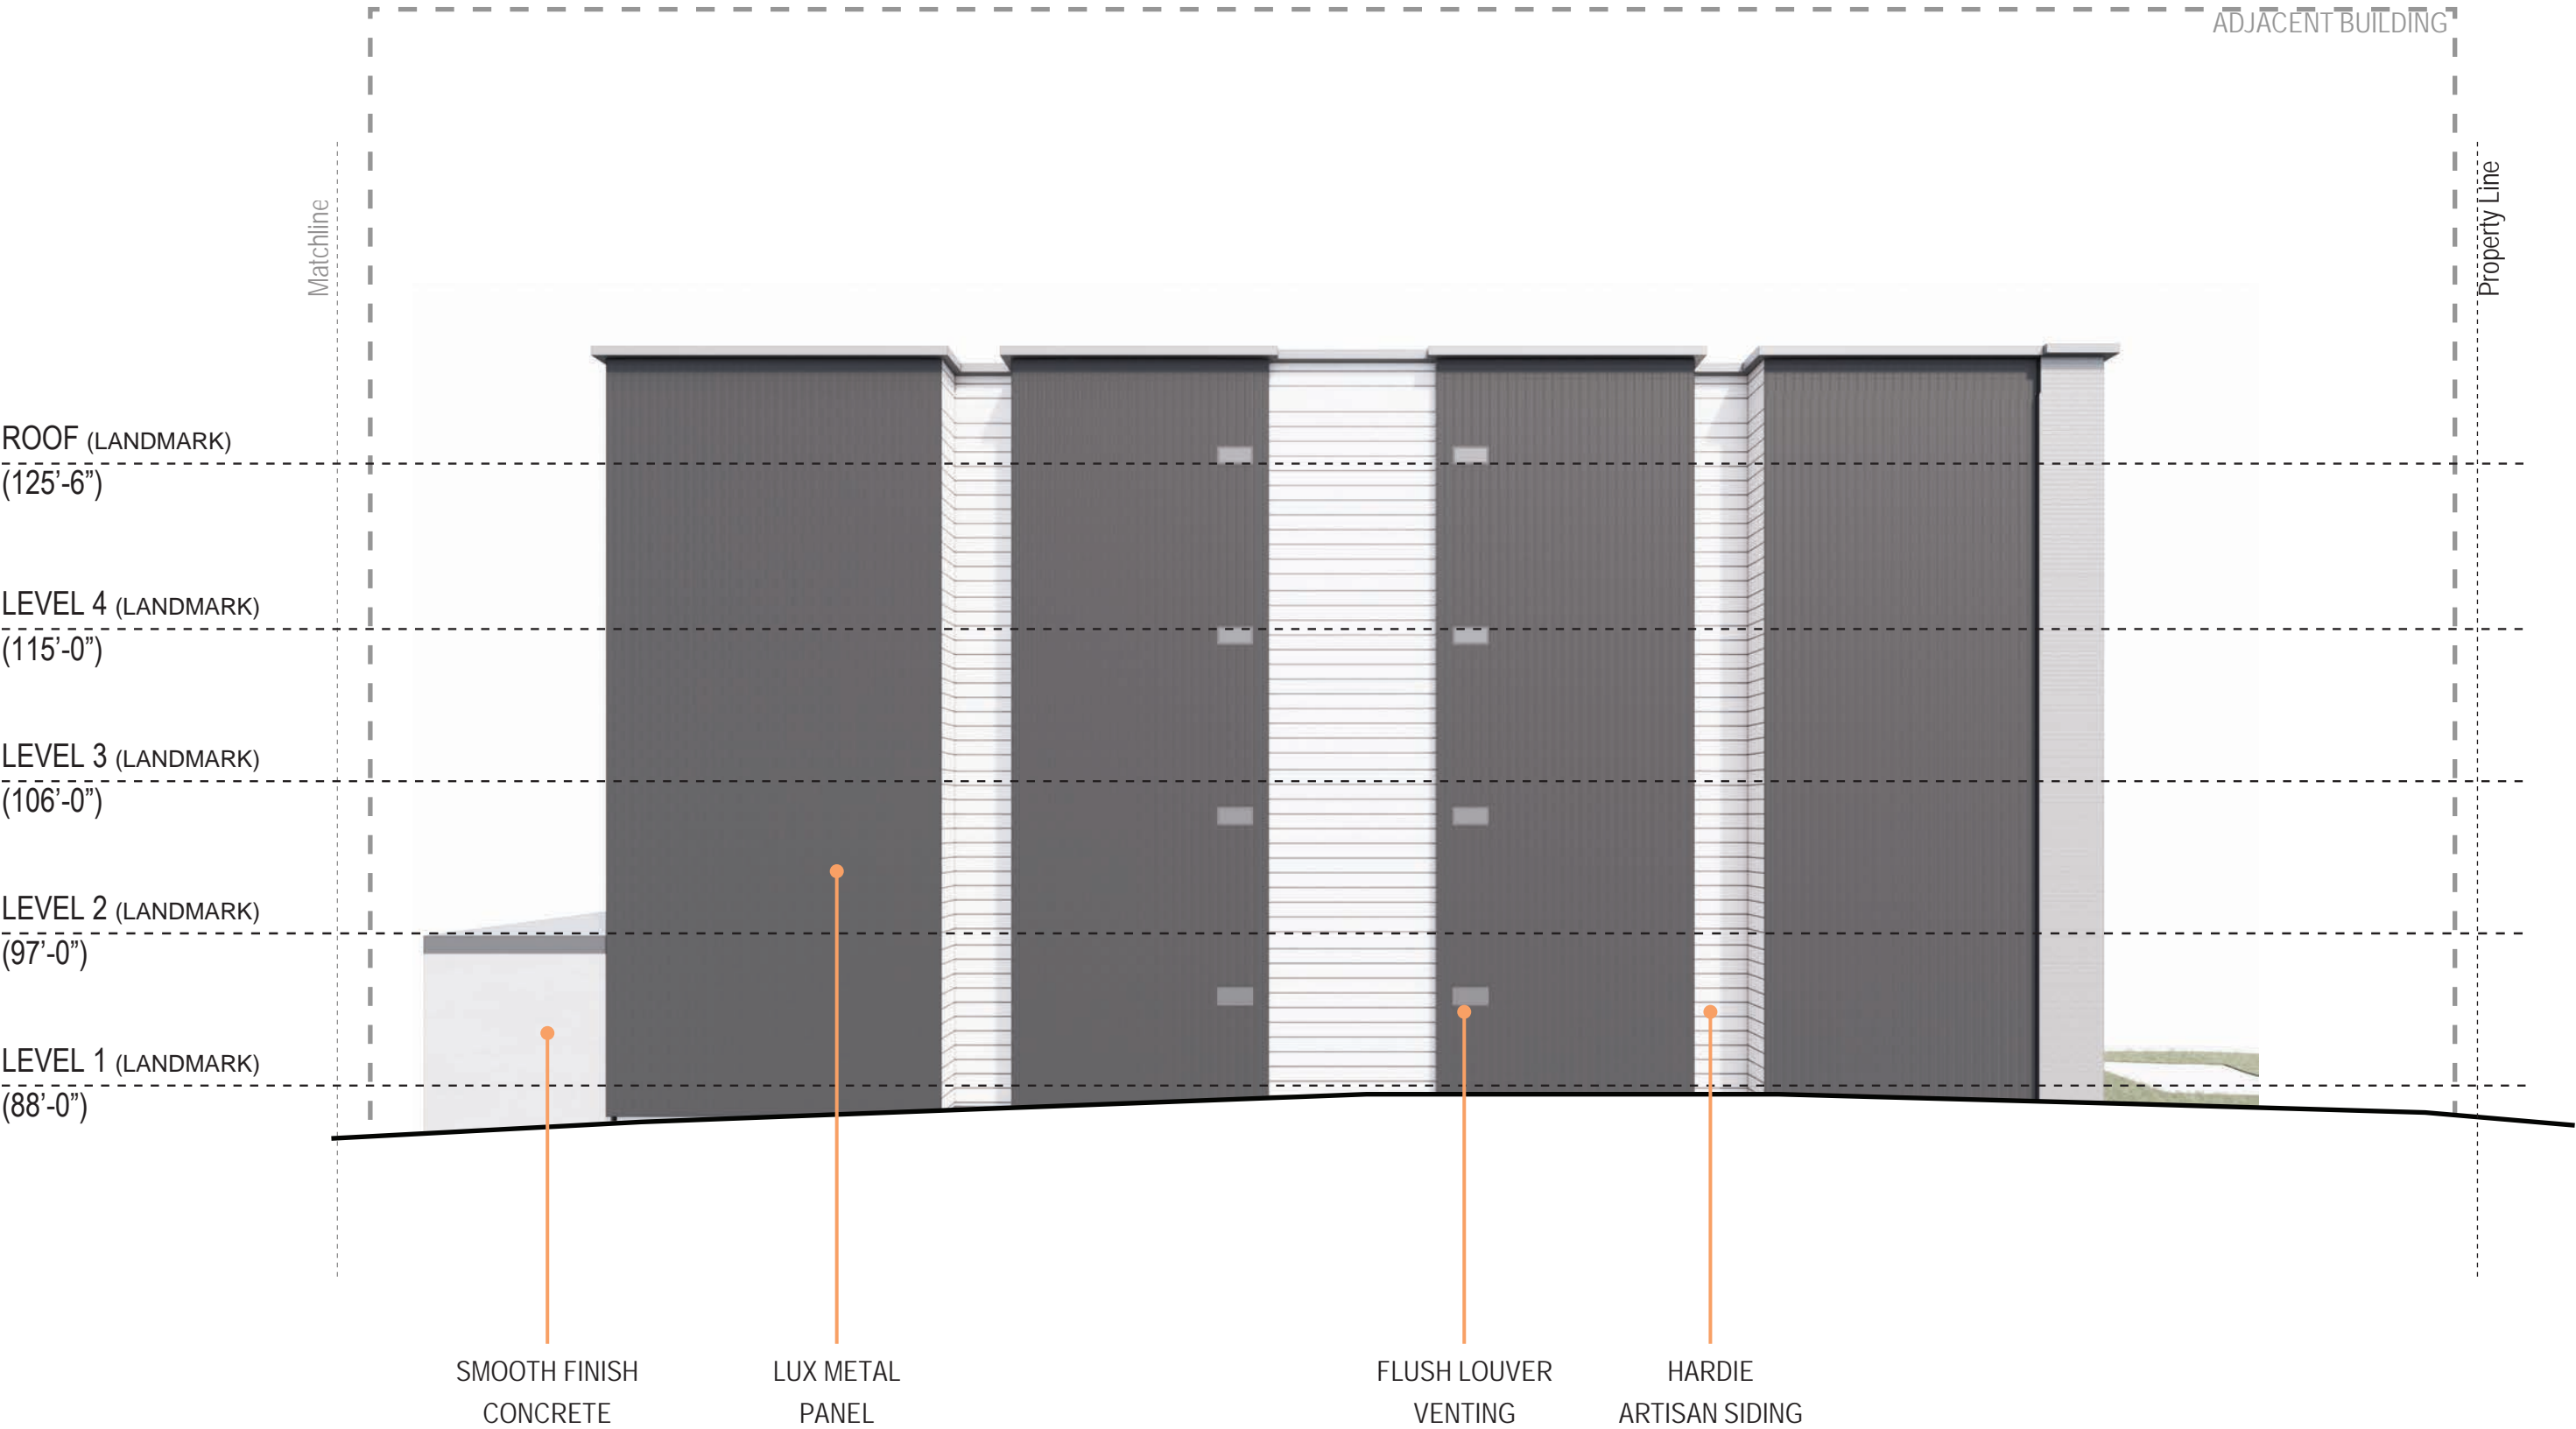 ADJACENT BUILDING
Matchline
Property Line
ROOF (LANDMARK)
(125’-6”)
LEVEL 4 (LANDMARK)
(115’-0”)
LEVEL 3 (LANDMARK)
(106’-0”)
LEVEL 2 (LANDMARK)
(97’-0”)
LEVEL 1 (LANDMARK)
(88’-0”)
SMOOTH FINISH
CONCRETE
LUX METAL
PANEL
FLUSH LOUVER
VENTING
HARDIE
ARTISAN SIDING